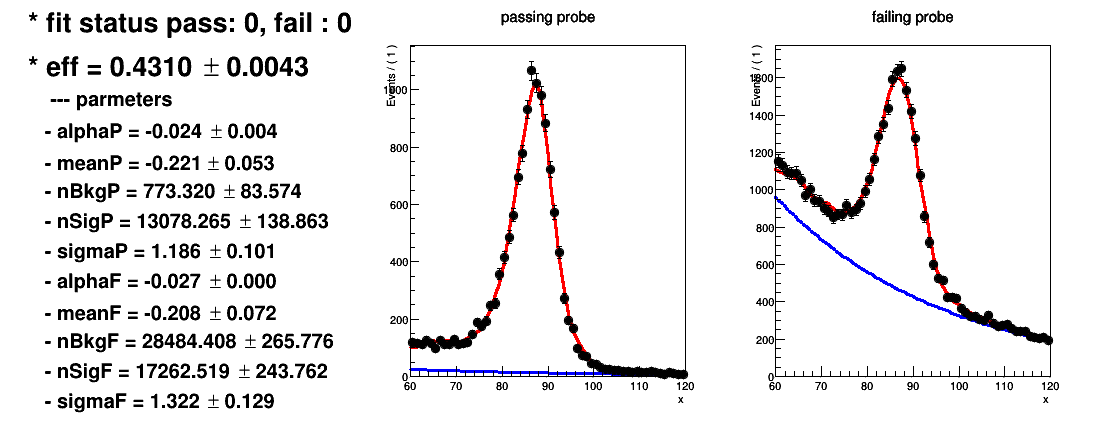 * fit status pass: 0, fail : 0
* eff = 0.4310 ± 0.0043
--- parmeters
- alphaP = -0.024 ± 0.004
- meanP = -0.221 ± 0.053
- nBkgP = 773.320 ± 83.574
- nSigP = 13078.265 ± 138.863
- sigmaP = 1.186 ± 0.101
- alphaF = -0.027 ± 0.000
- meanF = -0.208 ± 0.072
- nBkgF = 28484.408 ± 265.776
- nSigF = 17262.519 ± 243.762
- sigmaF = 1.322 ± 0.129
passing probe
Events / ( 1 )
1000
800
600
400
200
0
60 70 80 90 100 110 120
x
failing probe
Events / ( 1 )
1600
1400
1200
1000
800
600
400
200
0
60 70 80 90 100 110 120
x